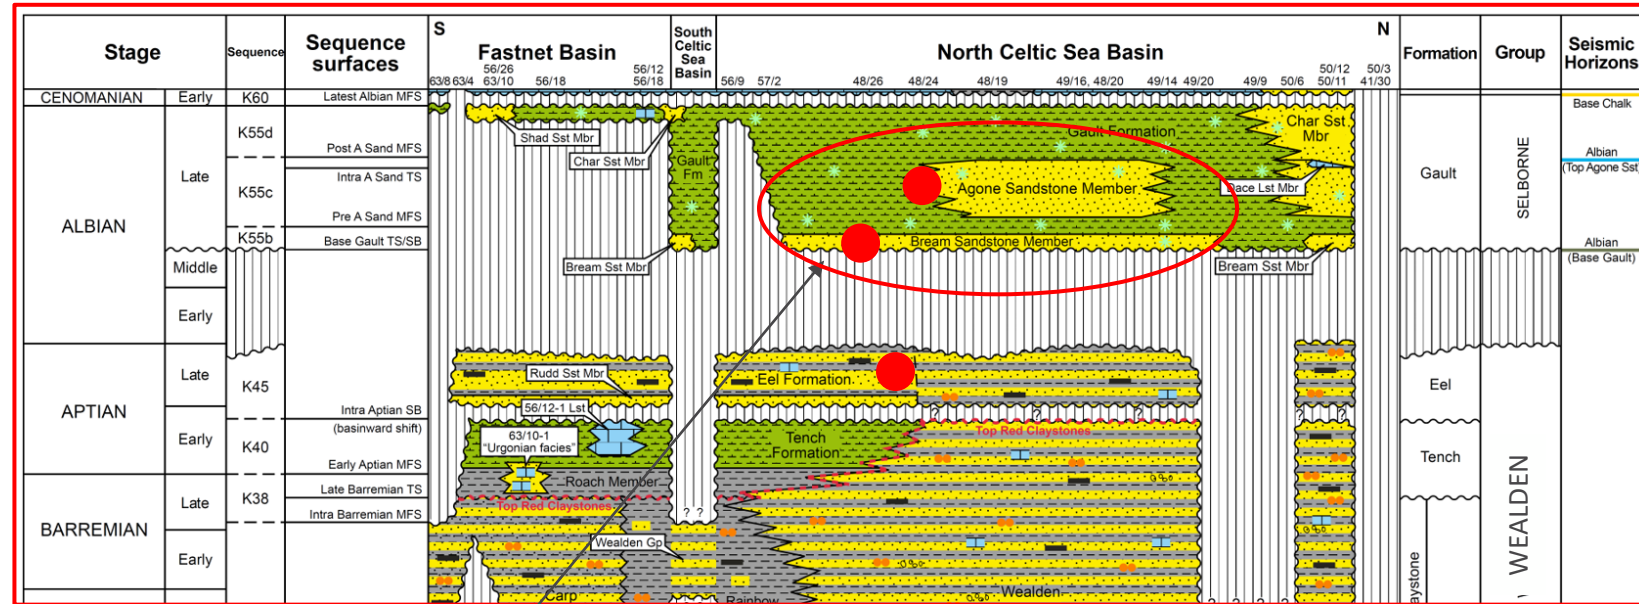 Stage
Sequence
Sequence
surfaces
S
Fastnet Basin
South
Celtic
Sea
Basin
North Celtic Sea Basin
N
Formation
Group
Seismic
Horizons
63/8 63/4
56/26
63/10
56/18
56/12
56/18
56/9
57/2
48/26
48/24
48/19
49/16, 48/20
49/14
49/20
49/9
50/6
50/12
50/11
50/3
41/30
CENOMANIAN
Early
K60
Latest Albian MFS
Base Chalk
ALBIAN
Late
Middle
Early
K55d
K55c
K55b
Post A Sand MFS
Intra A Sand TS
Pre A Sand MFS
Base Gault TS/SB
Shad Sst Mbr
Char Sst Mbr
Gault
Fm
Bream Sst Mbr
Gault Formation
Agone Sandstone Member
Bream Sandstone Member
Char Sst
Mbr
Dace Lst Mbr
Bream Sst Mbr
Gault
SELBORNE
Albian
(Top Agone Sst)
Albian
(Base Gault)
APTIAN
Late
Early
K45
K40
Intra Aptian SB
(basinward shift)
Early Aptian MFS
Rudd Sst Mbr
56/12-1 Lst
63/10-1
"Urgonian facies"
Eel Formation
? ? ? ? ? ?
Tench
Formation
Top Red Claystones
Eel
Tench
BARREMIAN
Late
Early
K38
Late Barremian TS
Intra Barremian MFS
Roach Member
Top Red Claystones
? ?
Wealden Gp
Carp
Rainbow
Wealden
? ? ?
aystone
WEALDEN